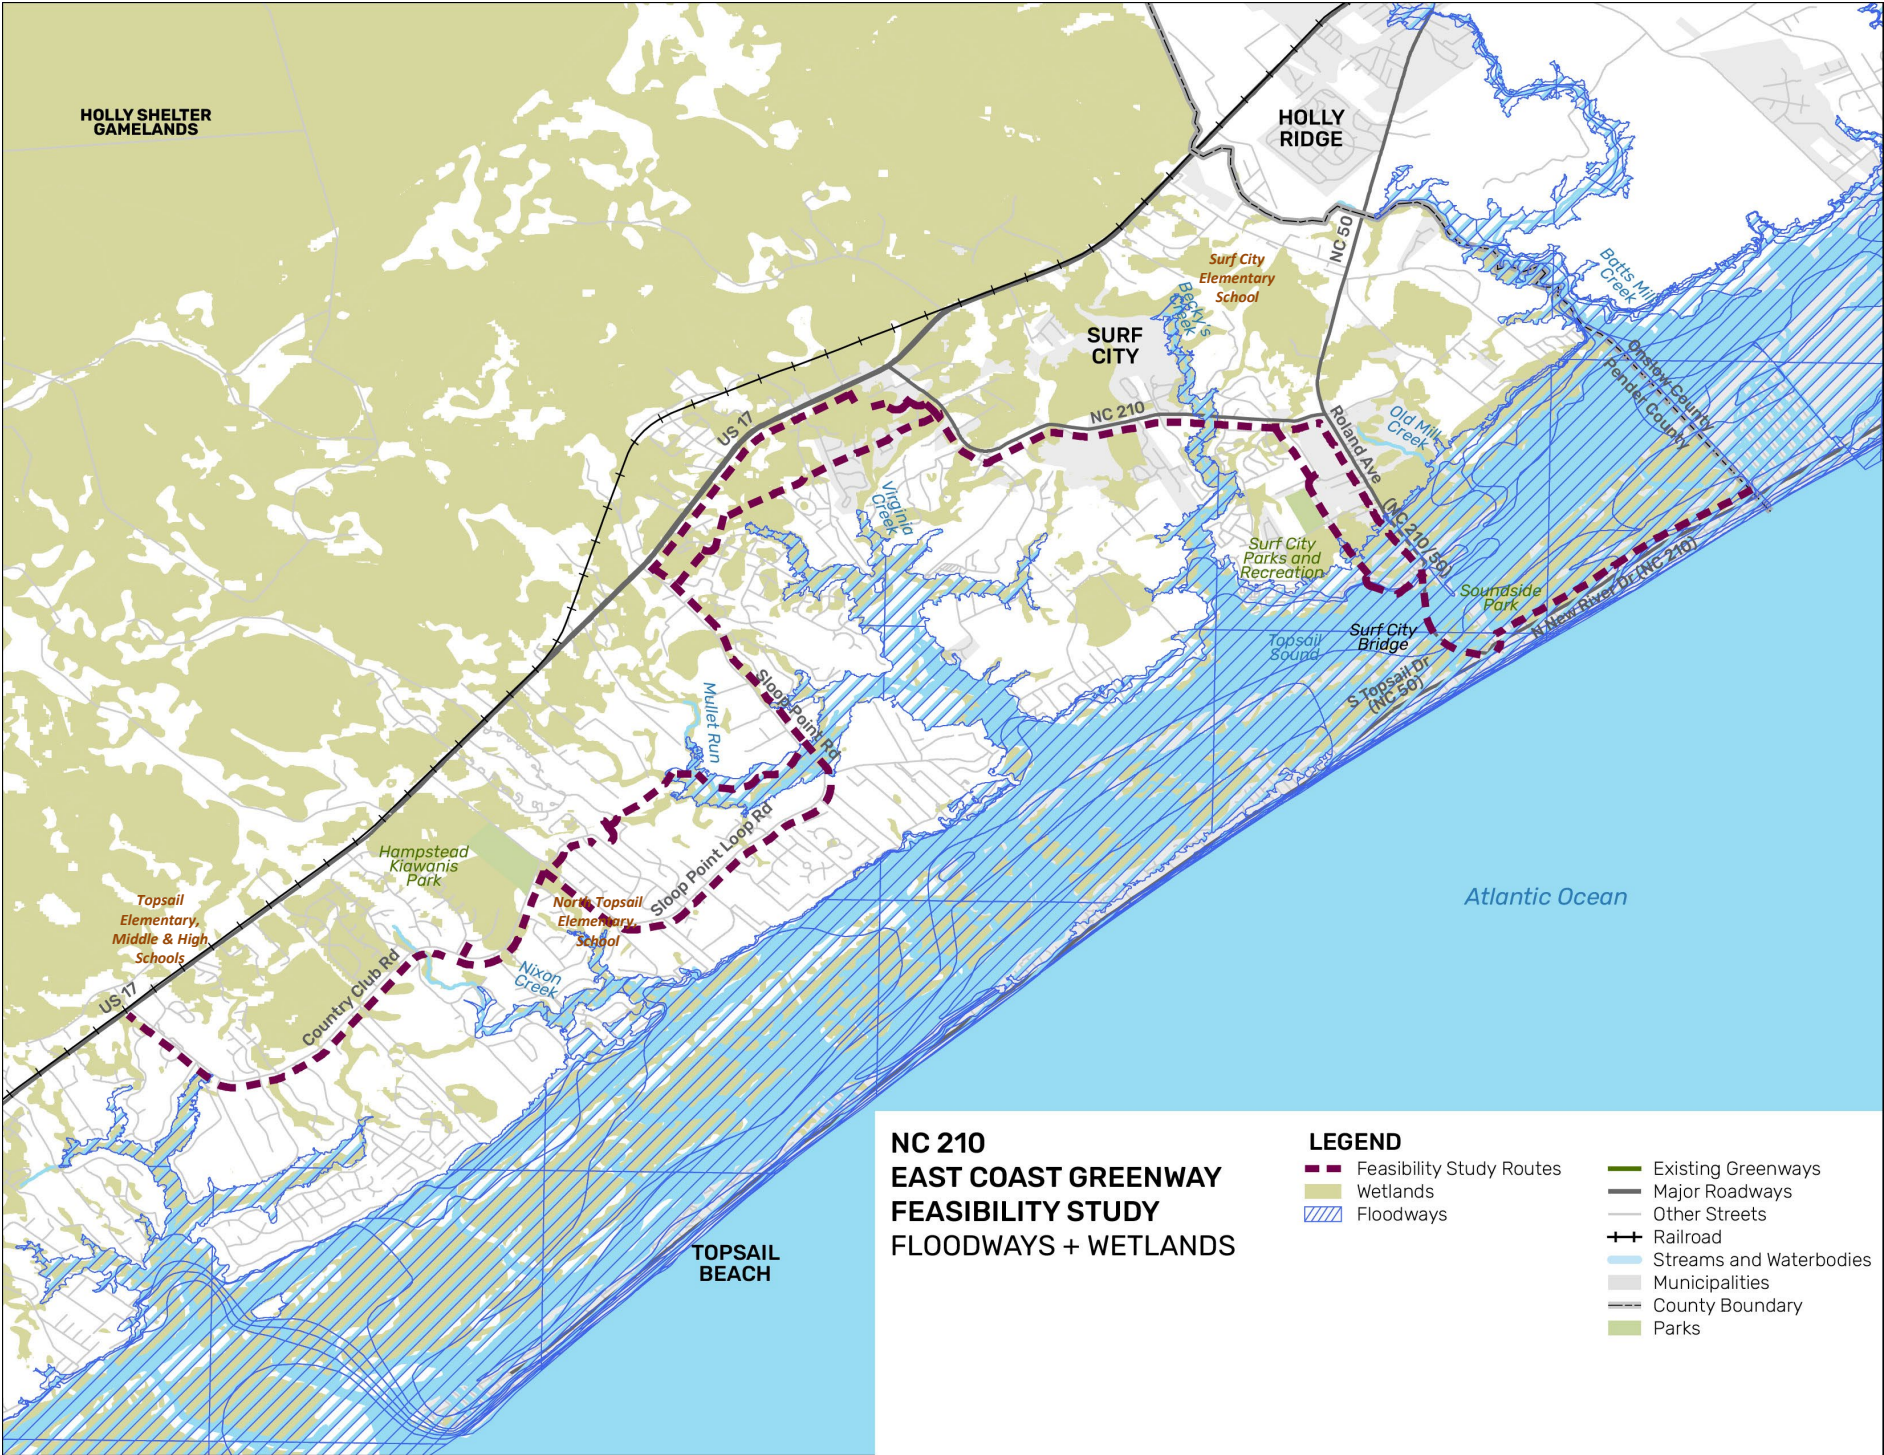 HOLLY SHELTER
GAMELANDS
HOLLY
RIDGE
NC 50
Surf City
Elementary
School
Becky's
Creek
Batts Mill
Creek
SURF
CITY
Onslow County
Pender County
US 17
NC 210
Roland Ave
(NC 210/50)
Old Mill
Creek
Virginia
Creek
Surf City
Parks and
Recreation
Soundside
Park
N New River Dr (NC 210)
Topsail
Sound
Surf City
Bridge
S Topsail Dr
(NC 50)
Sloop Point Rd
Mullet Run
Sloop Point Loop Rd
Hampstead
Kiawanis
Park
Topsail
Elementary,
Middle & High
Schools
North Topsail
Elementary
School
Atlantic Ocean
US 17
Country Club Rd
Nixon
Creek
TOPSAIL
BEACH
NC 210
EAST COAST GREENWAY
FEASIBILITY STUDY
FLOODWAYS + WETLANDS
LEGEND
Feasibility Study Routes
Wetlands
Floodways
Existing Greenways
Major Roadways
Other Streets
Railroad
Streams and Waterbodies
Municipalities
County Boundary
Parks